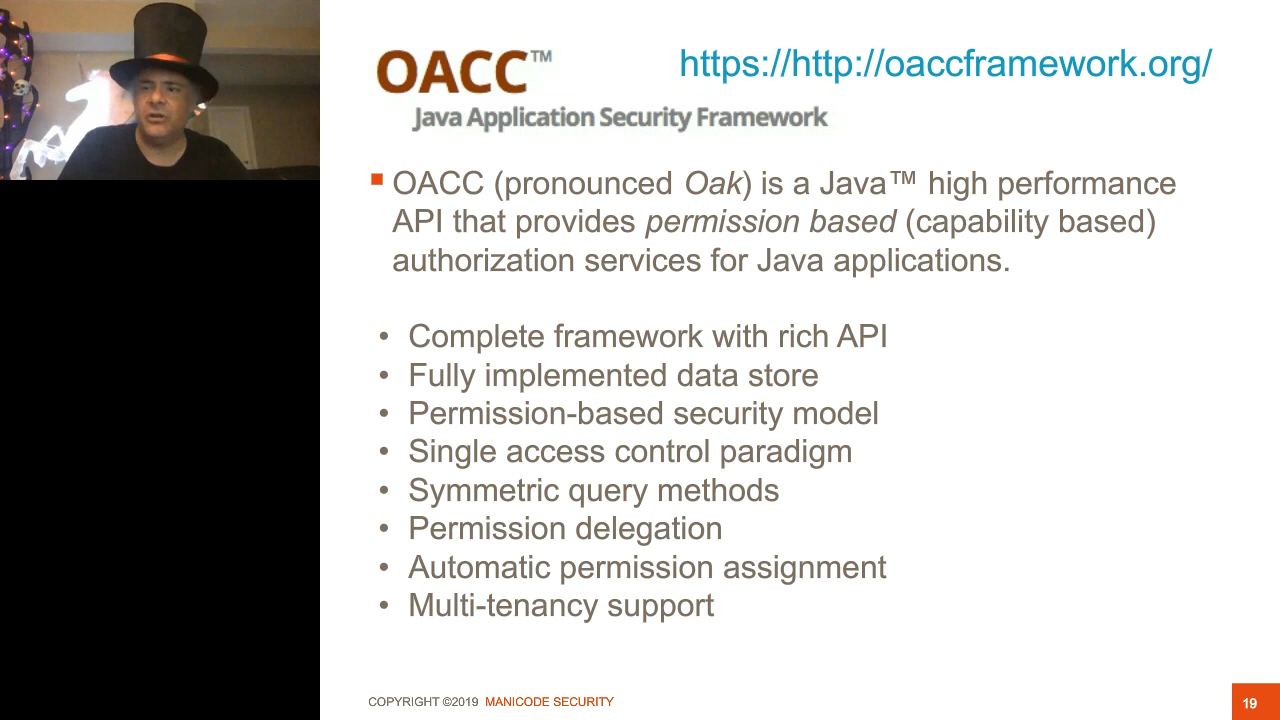 OACC™
Java Application Security Framework
https://http://oaccframework.org/
▪ OACC (pronounced Oak) is a Java™ high performance
API that provides permission based (capability based)
authorization services for Java applications.
• Complete framework with rich API
• Fully implemented data store
• Permission-based security model
• Single access control paradigm
• Symmetric query methods
• Permission delegation
• Automatic permission assignment
• Multi-tenancy support
COPYRIGHT ©2019 MANICODE SECURITY
19